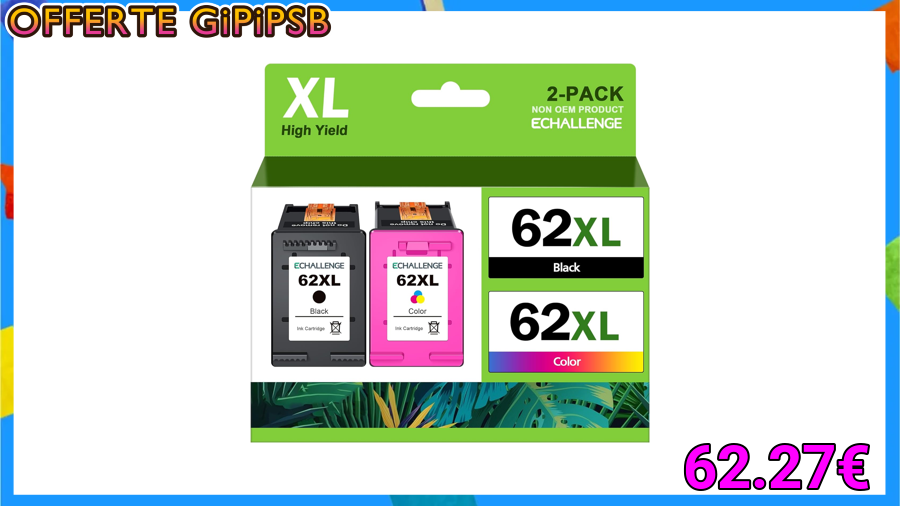 OFFERTE GiPiPSB
XL
High Yield
2-PACK
NON OEM PRODUCT
ECHALLENGE
ECHALLENGE
62XL
Black
Ink Cartridge
ECHALLENGE
62XL
Color
Ink Cartridge
62XL
Black
62XL
Color
62.27€